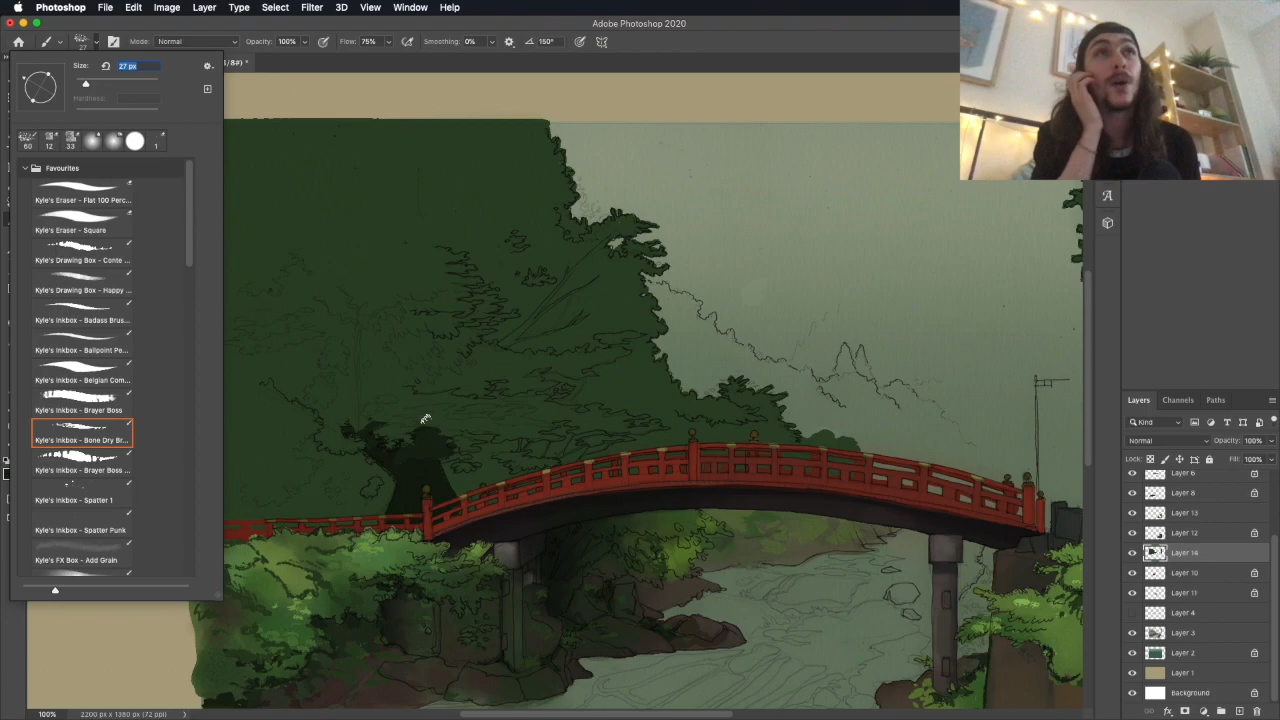 Photoshop File Edit Image Layer Type Select Filter 3D View Window Help
Adobe Photoshop 2020
27 Mode: Normal Opacity: 100% Flow: 75% Smoothing: 0% 150°
/8#) *
Size: 27 px
Hardness:
60 12 33 1
Favourites
Kyle's Eraser - Flat 100 Perc...
Kyle's Eraser - Square
Kyle's Drawing Box - Conte ...
Kyle's Drawing Box - Happy ...
Kyle's Inkbox - Badass Brus...
Kyle's Inkbox - Ballpoint Pe...
Kyle's Inkbox - Belgian Com...
Kyle's Inkbox - Brayer Boss
Kyle's Inkbox - Bone Dry Br...
Kyle's Inkbox - Brayer Boss ...
Kyle's Inkbox - Spatter 1
Kyle's Inkbox - Spatter Punk
Kyle's FX Box - Add Grain
Layers Channels Paths
Kind
Normal Opacity: 100%
Lock: Fill: 100%
Layer 6
Layer 8
Layer 13
Layer 12
Layer 14
Layer 10
Layer 11
Layer 4
Layer 3
Layer 2
Layer 1
Background
100% 2200 px x 1380 px (72 ppi)